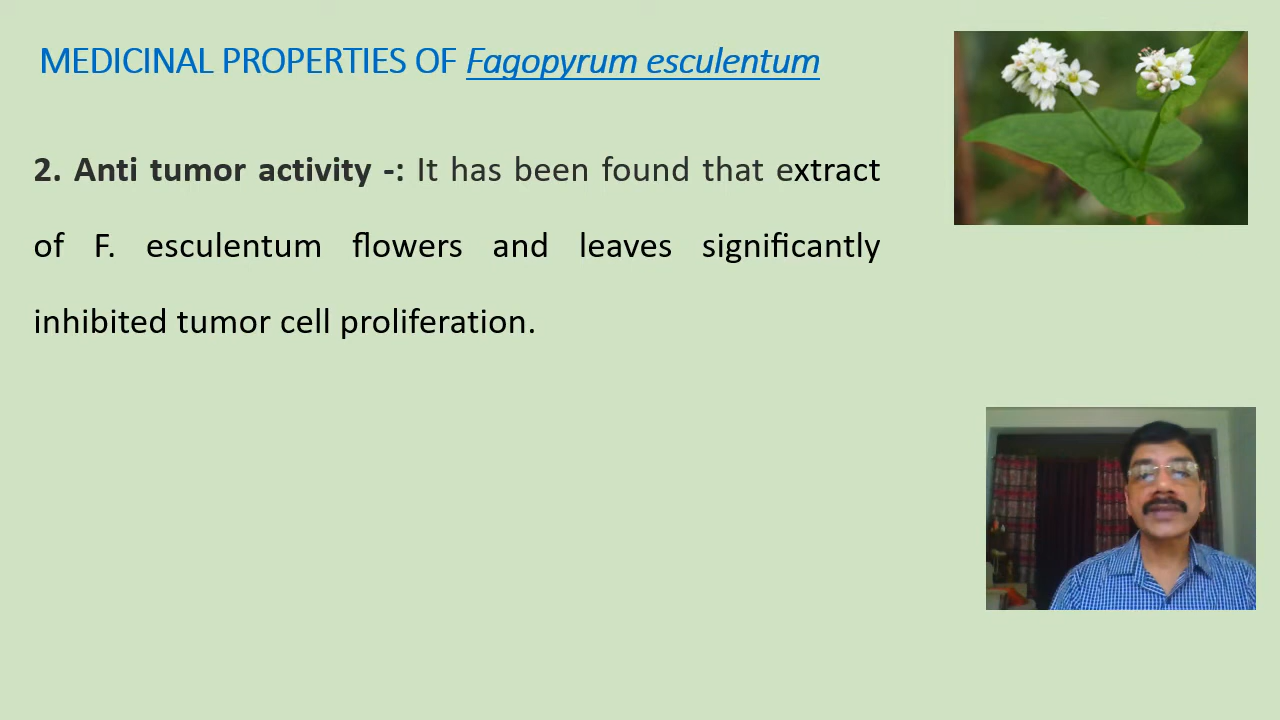 MEDICINAL PROPERTIES OF Fagopyrum esculentum
2. Anti tumor activity -: It has been found that extract
of F. esculentum flowers and leaves significantly
inhibited tumor cell proliferation.